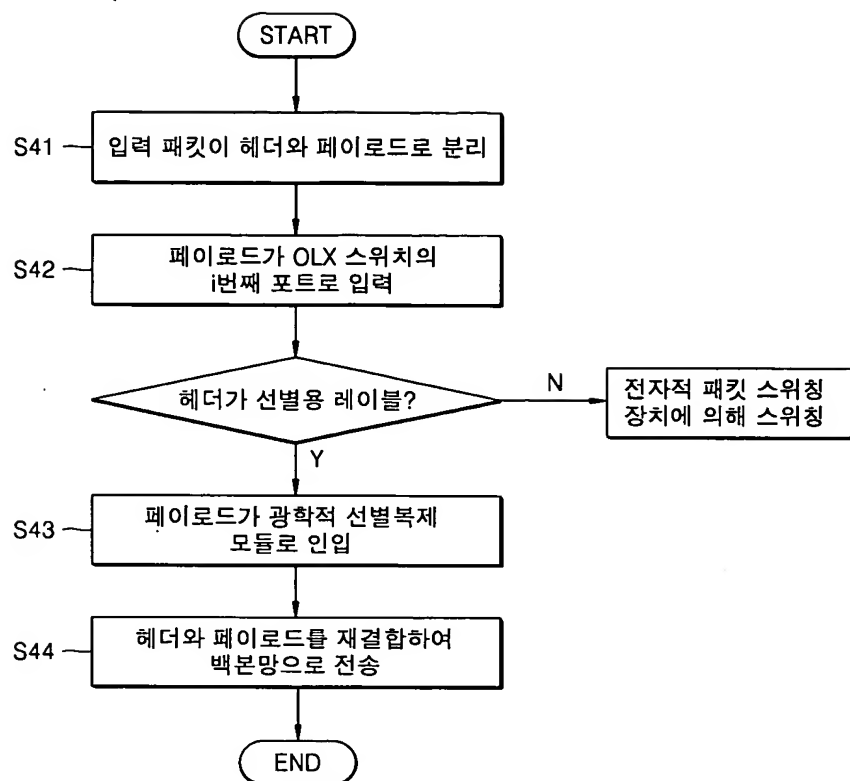 START
S41
입력 패킷이 헤더와 페이로드로 분리
S42
페이로드가 OLX 스위치의
i번째 포트로 입력
헤더가 선별용 레이블?
N
전자적 패킷 스위칭
장치에 의해 스위칭
Y
S43
페이로드가 광학적 선별복제
모듈로 인입
S44
헤더와 페이로드를 재결합하여
백본망으로 전송
END